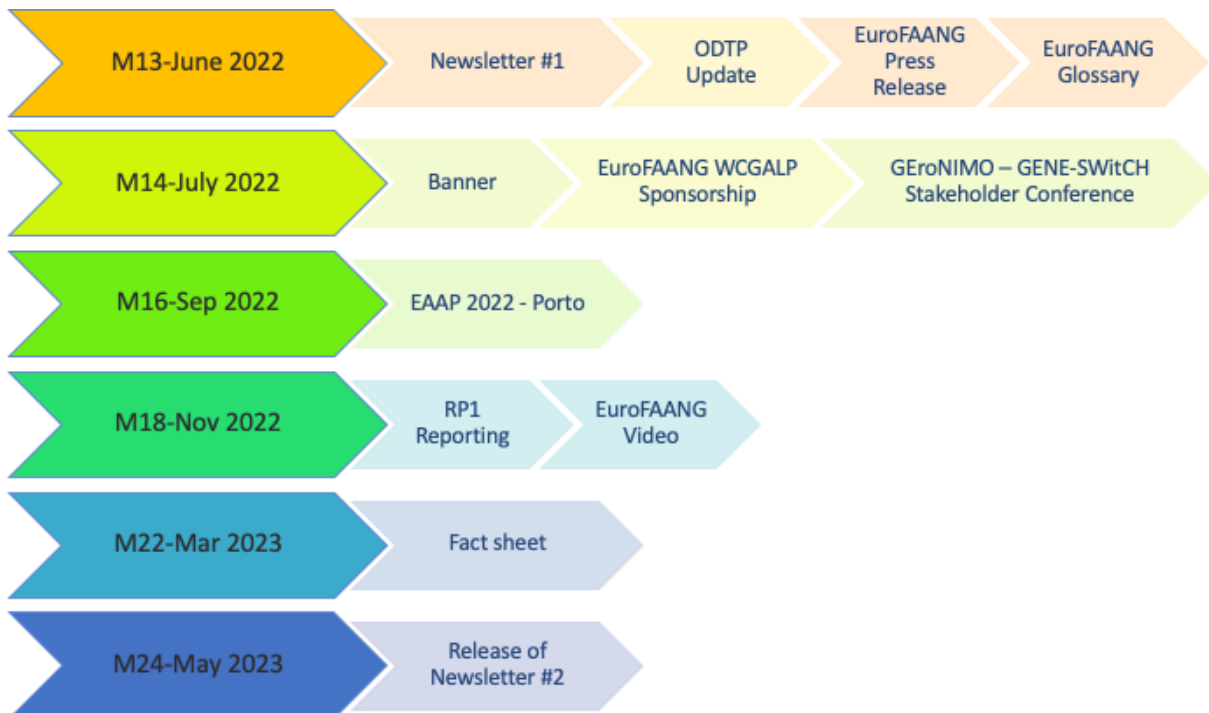 M13-June 2022
Newsletter #1
ODTP
Update
EuroFAANG
Press
Release
EuroFAANG
Glossary
M14-July 2022
Banner
EuroFAANG WCGALP
Sponsorship
GEroNIMO – GENE-SWitCH
Stakeholder Conference
M16-Sep 2022
EAAP 2022 - Porto
M18-Nov 2022
RP1
Reporting
EuroFAANG
Video
M22-Mar 2023
Fact sheet
M24-May 2023
Release of
Newsletter #2